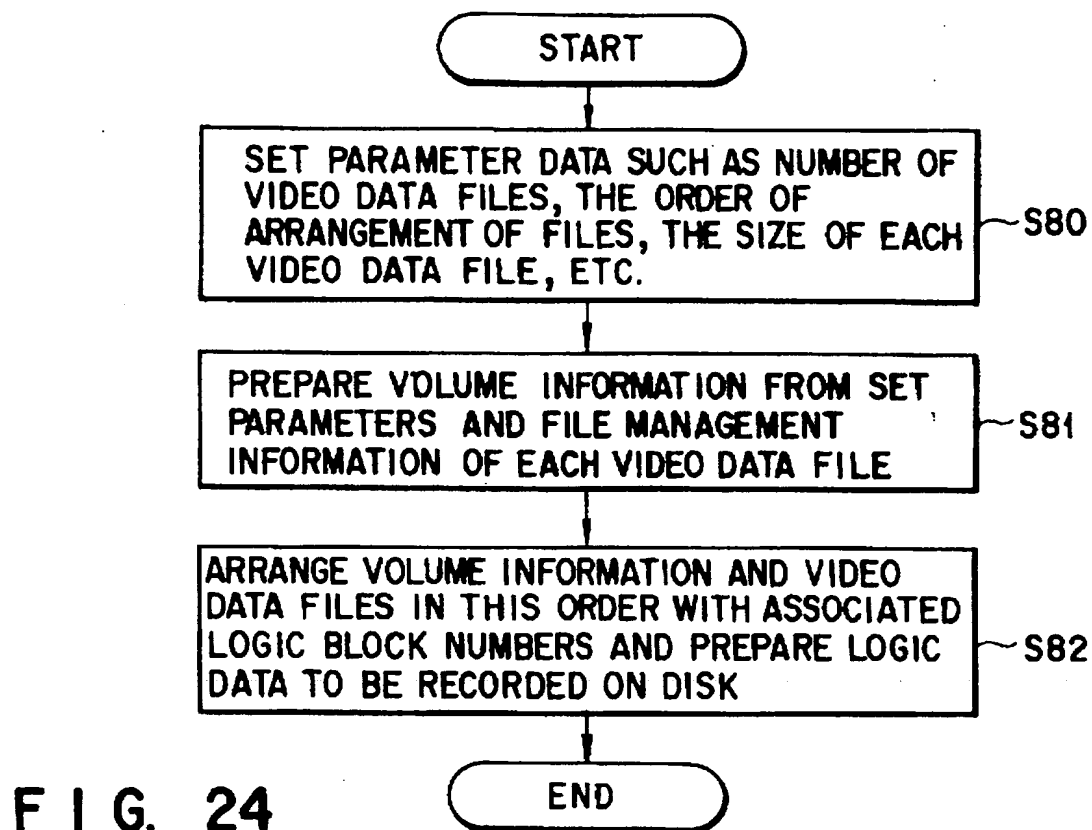 START
SET PARAMETER DATA SUCH AS NUMBER OF
VIDEO DATA FILES, THE ORDER OF
ARRANGEMENT OF FILES, THE SIZE OF EACH
VIDEO DATA FILE, ETC.
S80
PREPARE VOLUME INFORMATION FROM SET
PARAMETERS AND FILE MANAGEMENT
INFORMATION OF EACH VIDEO DATA FILE
S81
ARRANGE VOLUME INFORMATION AND VIDEO
DATA FILES IN THIS ORDER WITH ASSOCIATED
LOGIC BLOCK NUMBERS AND PREPARE LOGIC
DATA TO BE RECORDED ON DISK
S82
END
FIG. 24